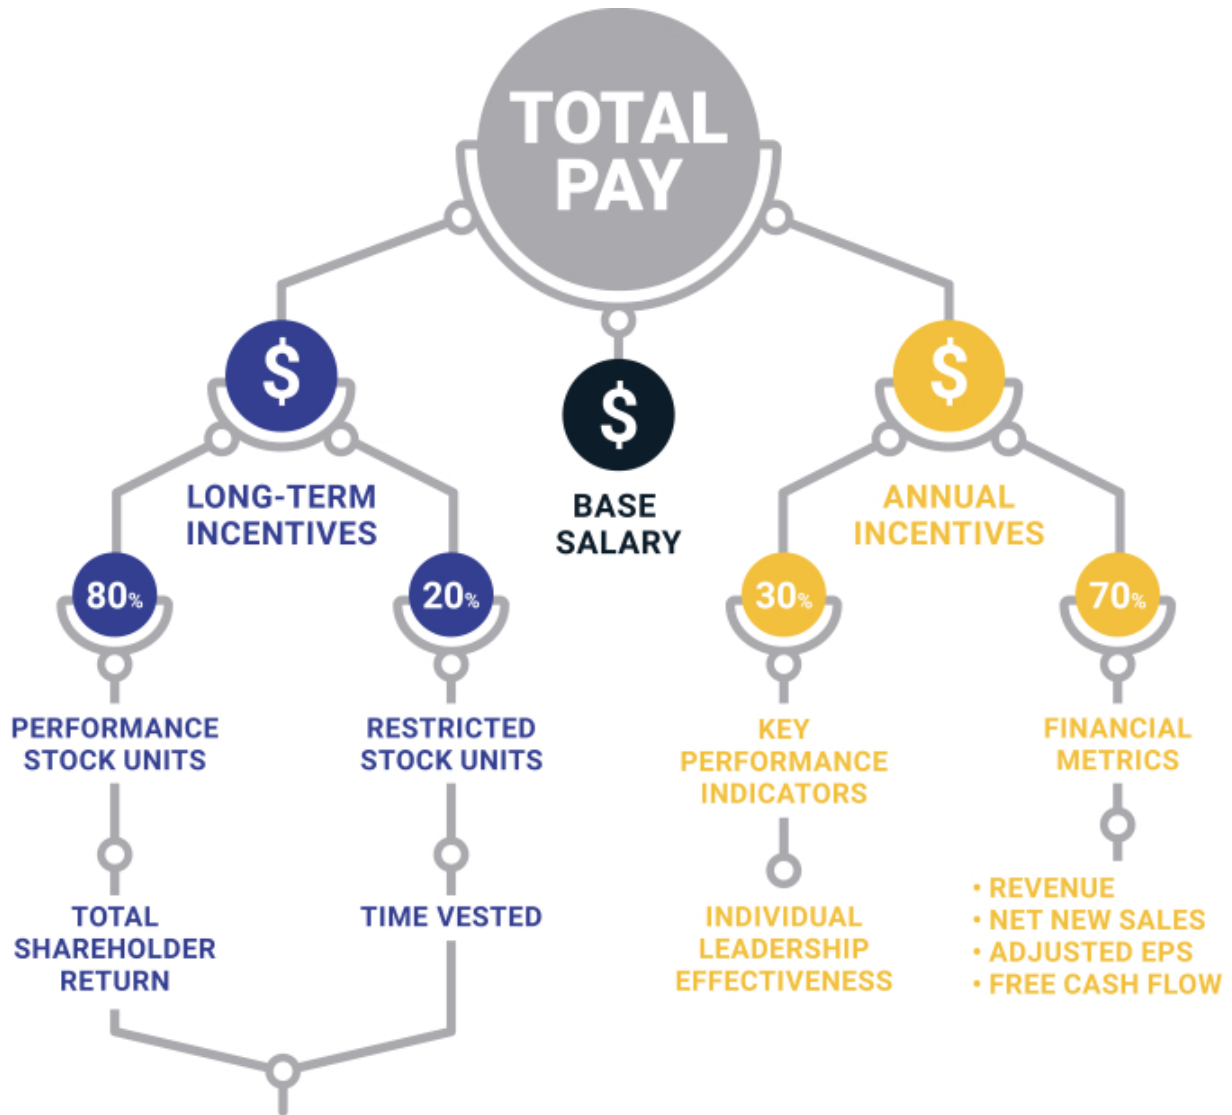 TOTAL
PAY
$
$
$
LONG-TERM
INCENTIVES
BASE
SALARY
ANNUAL
INCENTIVES
80%
20%
30%
70%
PERFORMANCE
STOCK UNITS
RESTRICTED
STOCK UNITS
KEY
PERFORMANCE
INDICATORS
FINANCIAL
METRICS
TOTAL
SHAREHOLDER
RETURN
TIME VESTED
INDIVIDUAL
LEADERSHIP
EFFECTIVENESS
• REVENUE
• NET NEW SALES
• ADJUSTED EPS
• FREE CASH FLOW